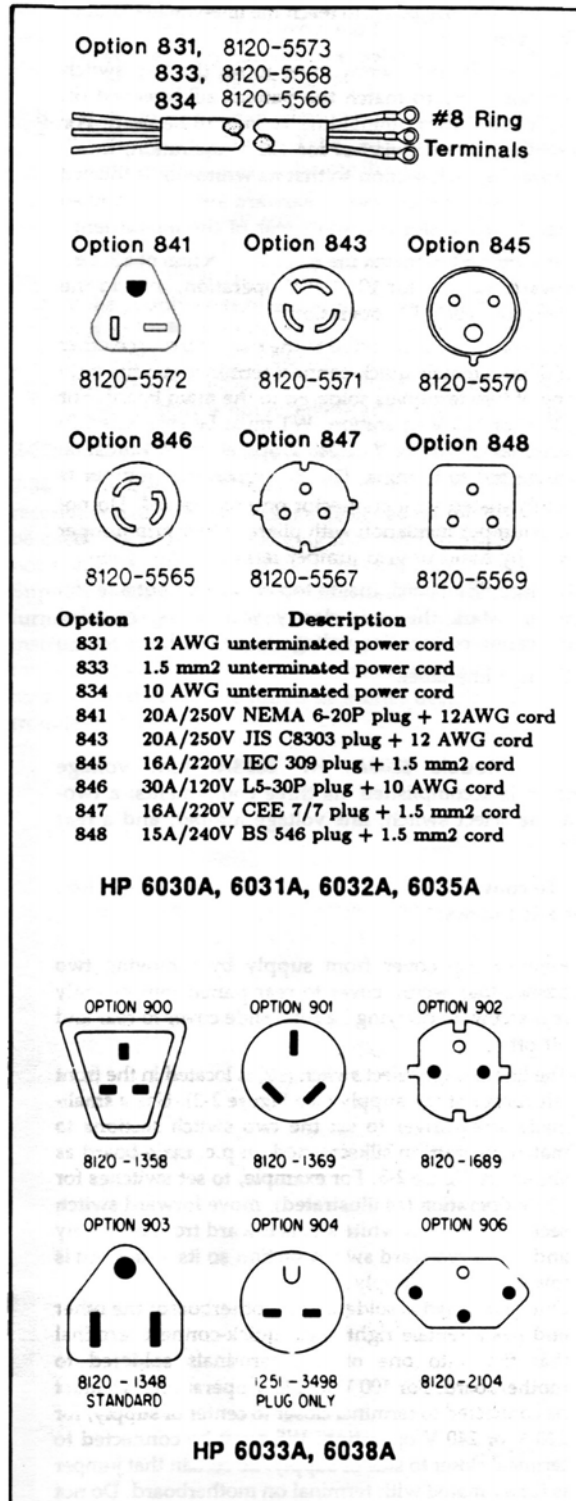 Option 831, 8120-5573
833, 8120-5568
834, 8120-5566
#8 Ring
Terminals
Option 841 Option 843 Option 845
8120-5572 8120-5571 8120-5570
Option 846 Option 847 Option 848
8120-5565 8120-5567 8120-5569
Option Description
831 12 AWG unterminated power cord
833 1.5 mm2 unterminated power cord
834 10 AWG unterminated power cord
841 20A/250V NEMA 6-20P plug + 12AWG cord
843 20A/250V JIS C8303 plug + 12 AWG cord
845 16A/220V IEC 309 plug + 1.5 mm2 cord
846 30A/120V L5-30P plug + 10 AWG cord
847 16A/220V CEE 7/7 plug + 1.5 mm2 cord
848 15A/240V BS 546 plug + 1.5 mm2 cord
HP 6030A, 6031A, 6032A, 6035A
OPTION 900 OPTION 901 OPTION 902
8120-1358 8120-1369 8120-1689
OPTION 903 OPTION 904 OPTION 906
8120-1348 1251-3498 8120-2104
STANDARD PLUG ONLY
HP 6033A, 6038A